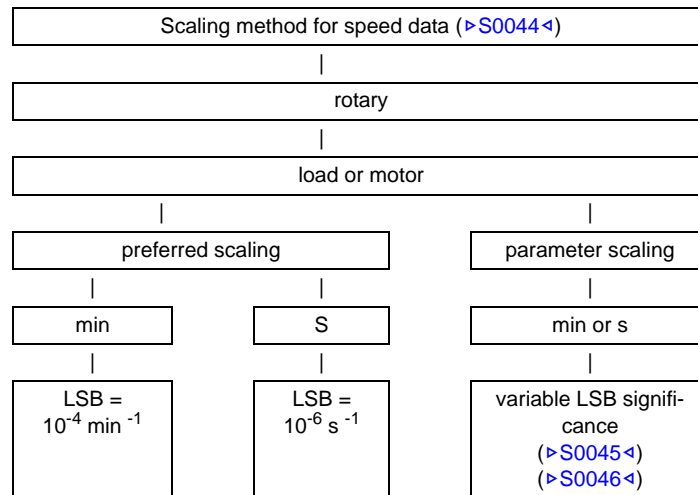 Scaling method for speed data (▹S0044◃)
rotary
load or motor
preferred scaling
parameter scaling
min
S
min or s
LSB =
10⁻⁴ min ⁻¹
LSB =
10⁻⁶ s ⁻¹
variable LSB signifi-
cance
(▹S0045◃)
(▹S0046◃)